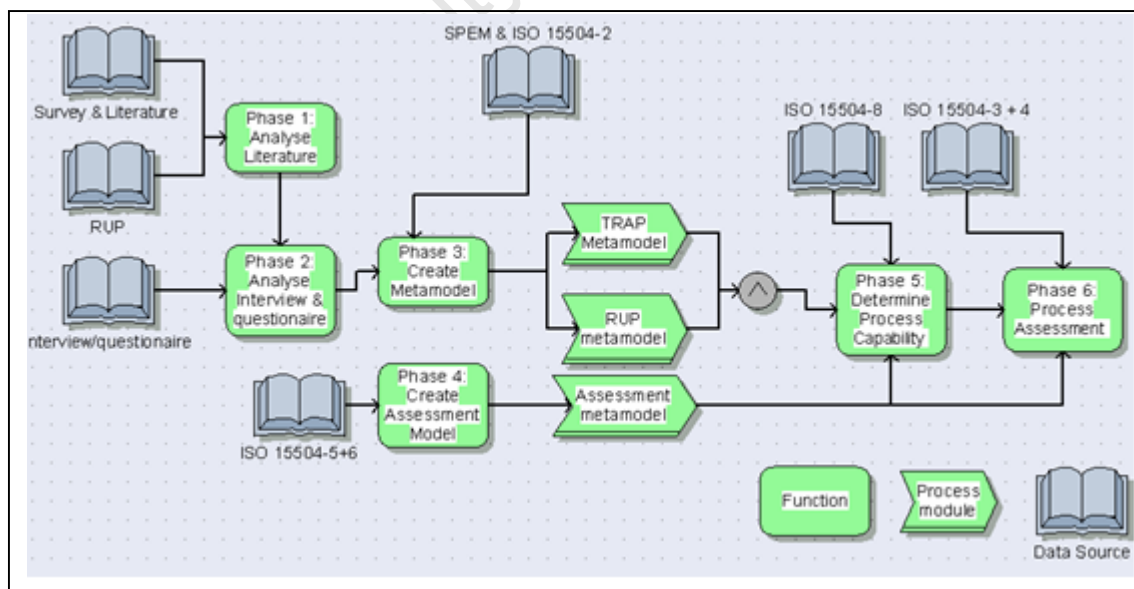 SPEM & ISO 15504-2
Survey & Literature
Phase 1:
Analyse
Literature
ISO 15504-8
ISO 15504-3 + 4
RUP
TRAP
Metamodel
Phase 2:
Analyse
Interview &
questionaire
Phase 3:
Create
Metamodel
Phase 5:
Determine
Process
Capability
Phase 6:
Process
Assessment
nterview/questionaire
RUP
metamodel
Phase 4:
Create
Assessment
Model
Assessment
metamodel
ISO 15504-5+6
Function
Process
module
Data Source